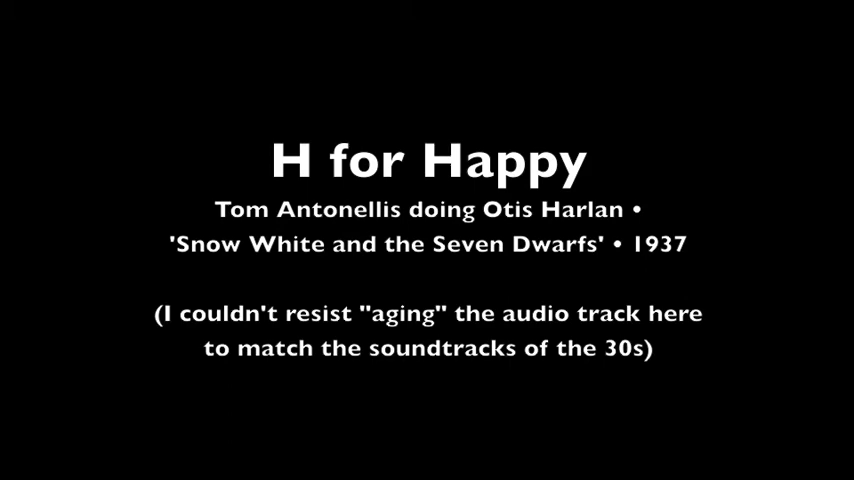 H for Happy
Tom Antonellis doing Otis Harlan •
'Snow White and the Seven Dwarfs' • 1937
(I couldn't resist "aging" the audio track here
to match the soundtracks of the 30s)